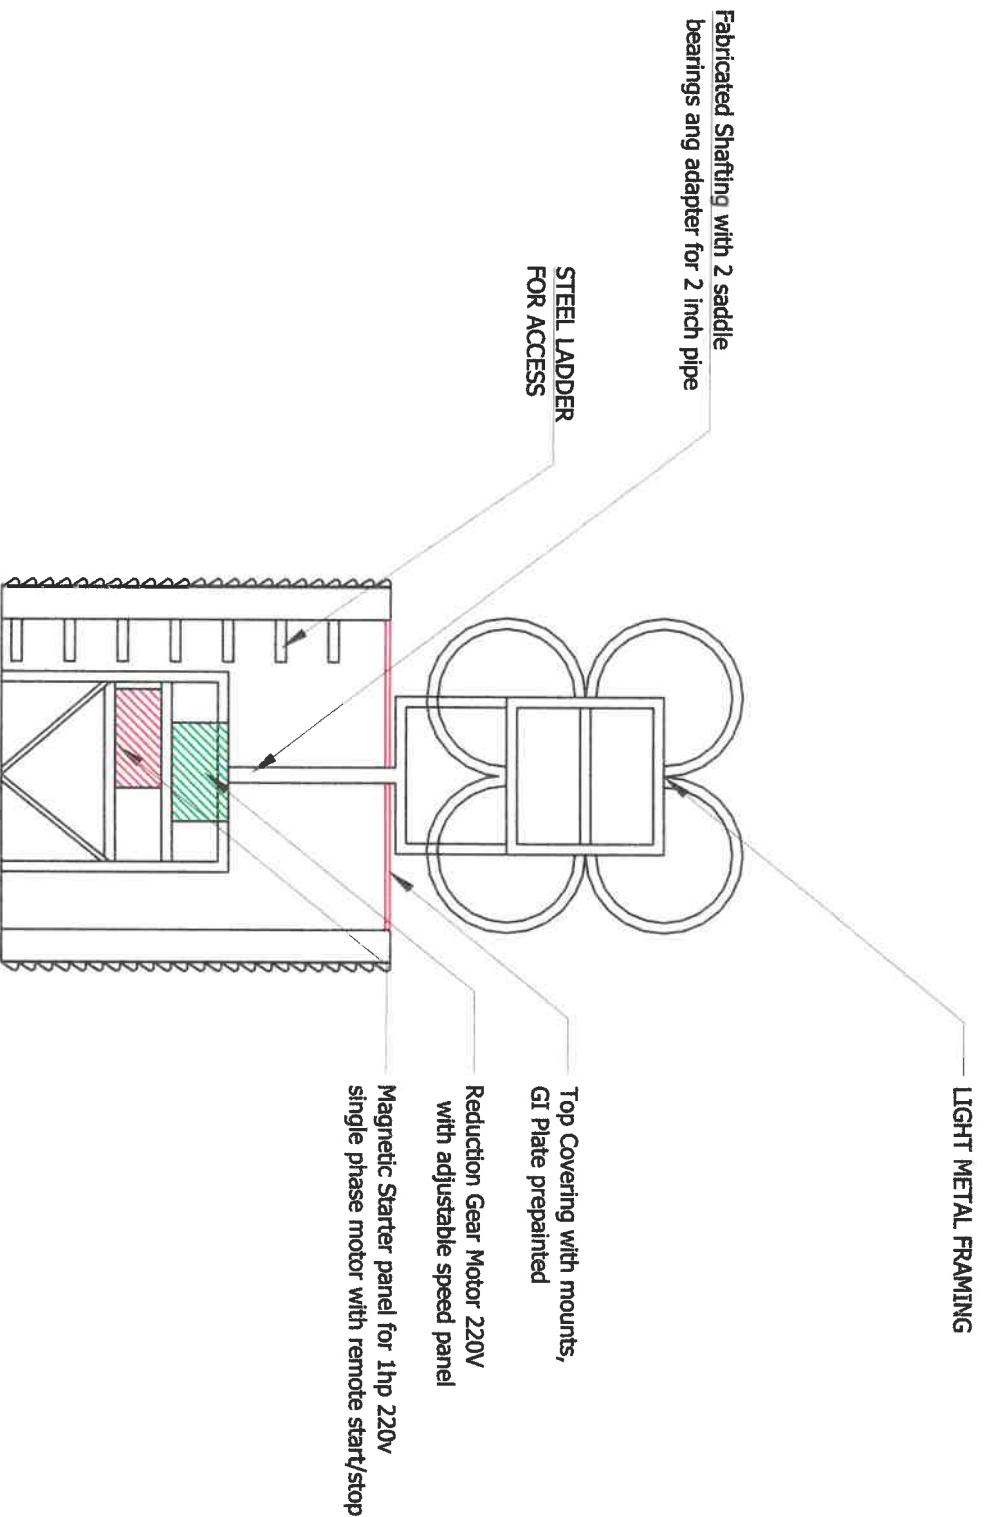 Fabricated Shafting with 2 saddle
bearings ang adapter for 2 inch pipe
STEEL LADDER
FOR ACCESS
LIGHT METAL FRAMING
Top Covering with mounts,
GI Plate prepainted
Reduction Gear Motor 220V
with adjustable speed panel
Magnetic Starter panel for 1hp 220v
single phase motor with remote start/stop